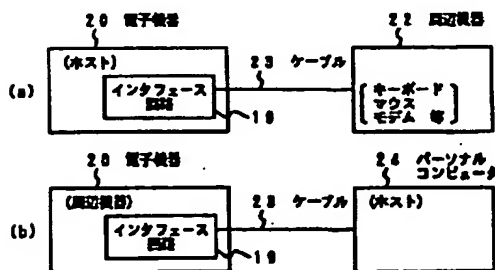 20 電子機器
22 周辺機器
(ホスト)
23 ケーブル
(a)
インタフェース
回路
キーボード
マウス
モデム 等
19
20 電子機器
24 パーソナル
コンピュータ
(周辺機器)
23 ケーブル
(ホスト)
(b)
インタフェース
回路
19